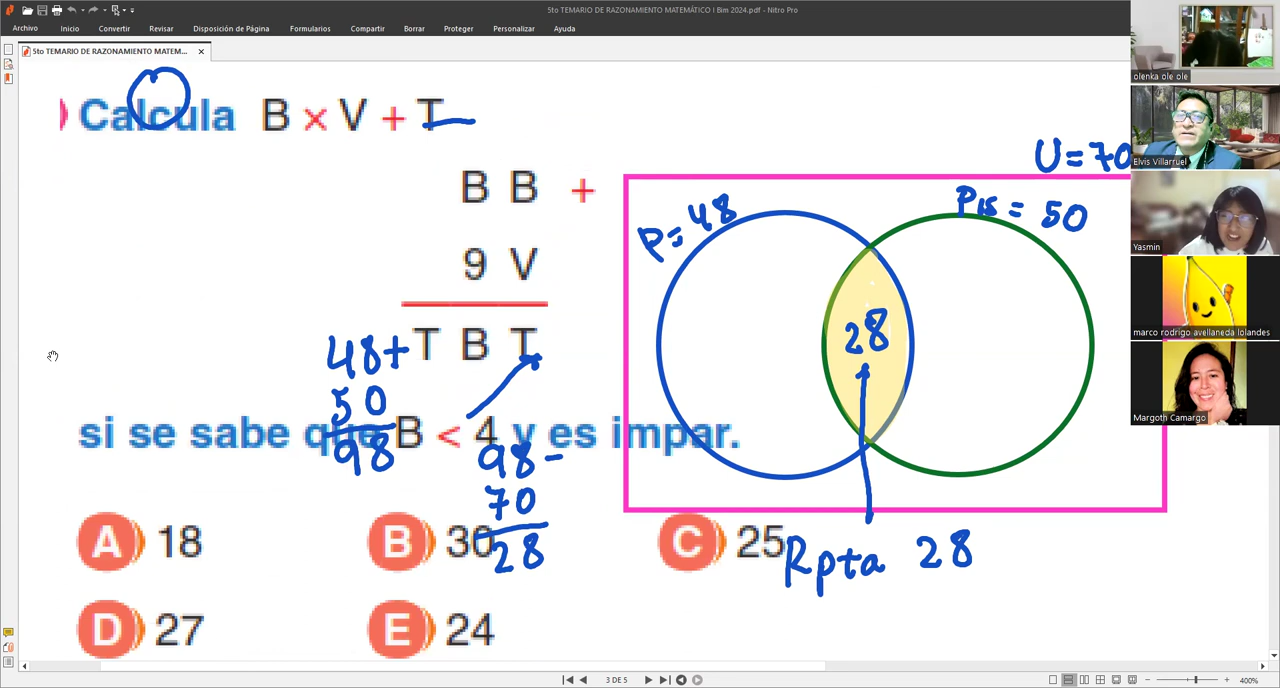 5to TEMARIO DE RAZONAMIENTO MATEMÁTICO I Bim 2024.pdf - Nitro Pro
Archivo Inicio Convertir Revisar Disposición de Página Formularios Compartir Borrar Proteger Personalizar Ayuda
5to TEMARIO DE RAZONAMIENTO MATEM... ×
) Calcula B × V + T
B B +
9 V
T B T
si se sabe que B < 4 y es impar.
A) 18
B) 30
C) 25
D) 27
E) 24
48+
50
98
98-
70
28
U=70
P=48
Pis = 50
28
Rpta 28
olenka ole ole
Elvis Villarruel
Yasmin
marco rodrigo avellaneda lolandes
Margoth Camargo
3 DE 5
400%